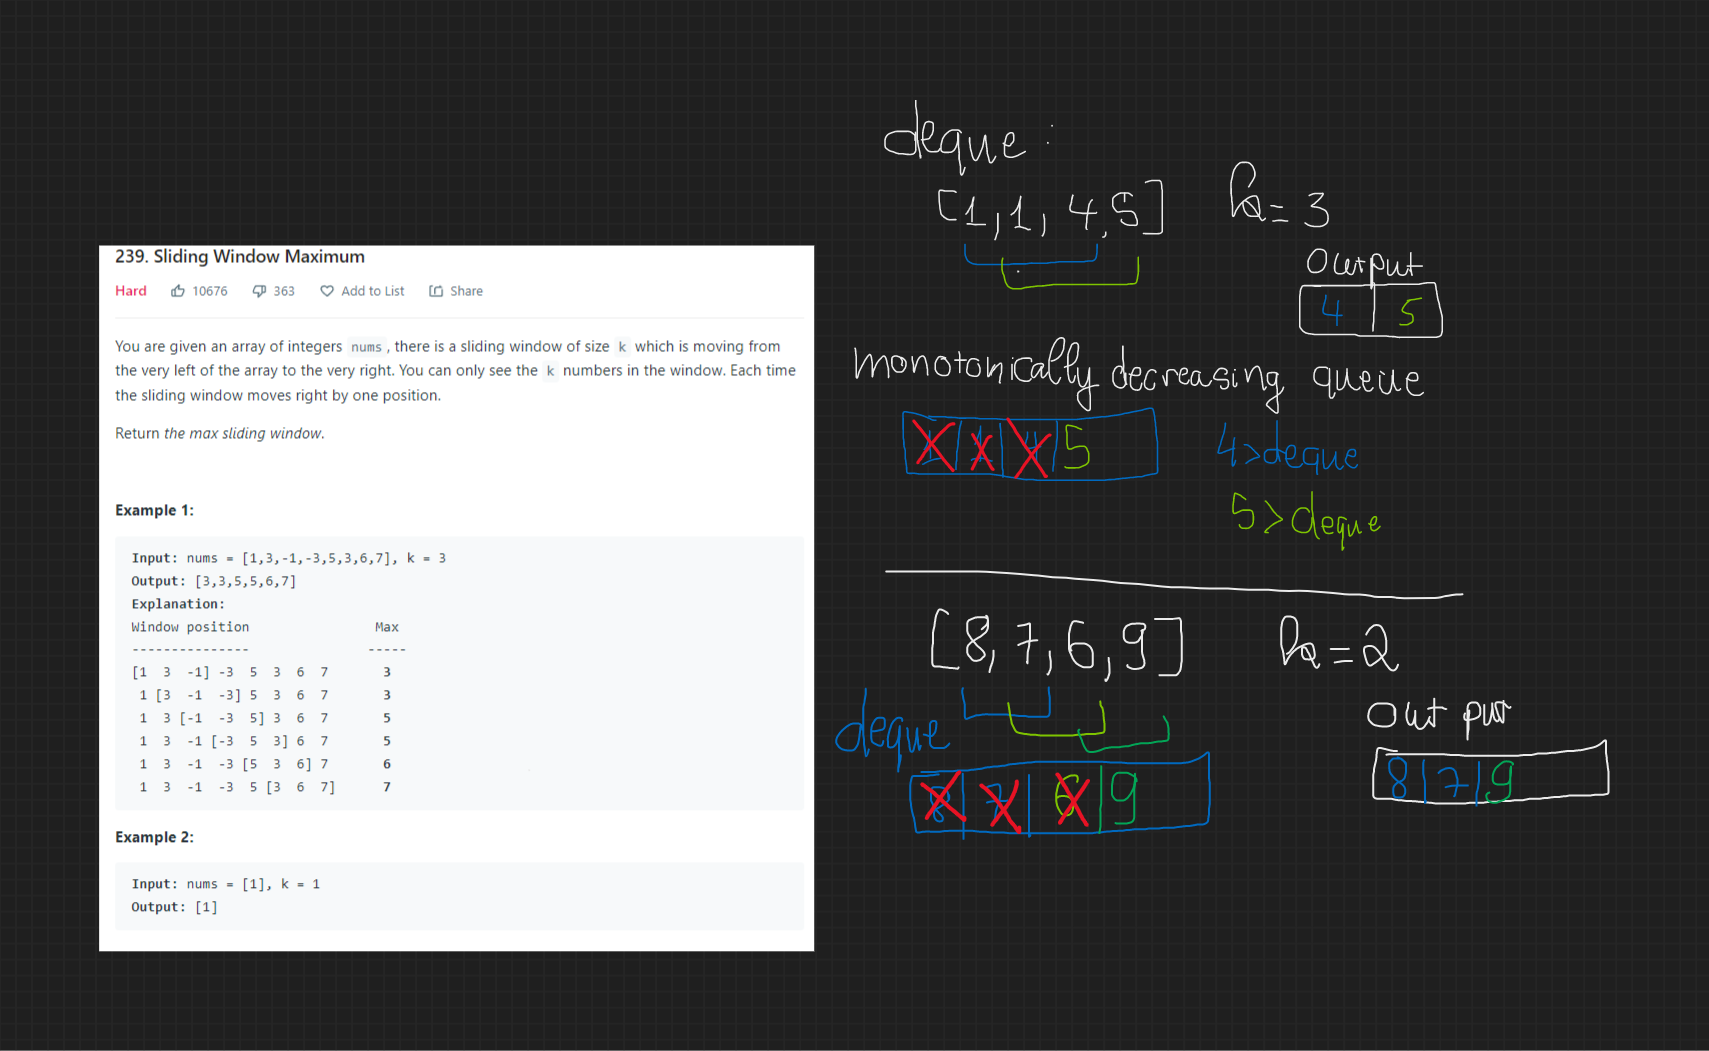 239. Sliding Window Maximum
Hard 10676 363 Add to List Share
You are given an array of integers nums , there is a sliding window of size k which is moving from
the very left of the array to the very right. You can only see the k numbers in the window. Each time
the sliding window moves right by one position.
Return the max sliding window.
Example 1:
Input: nums = [1,3,-1,-3,5,3,6,7], k = 3
Output: [3,3,5,5,6,7]
Explanation:
Window position Max
--------------- -----
[1 3 -1] -3 5 3 6 7 3
1 [3 -1 -3] 5 3 6 7 3
1 3 [-1 -3 5] 3 6 7 5
1 3 -1 [-3 5 3] 6 7 5
1 3 -1 -3 [5 3 6] 7 6
1 3 -1 -3 5 [3 6 7] 7
Example 2:
Input: nums = [1], k = 1
Output: [1]
deque :
[1,1, 4,5] k = 3
Output
4 5
monotonically decreasing queue
1 1 4 5
4>deque
5>deque
[8,7,6,9] k=2
deque
Output
8 7 9
8 7 6 9